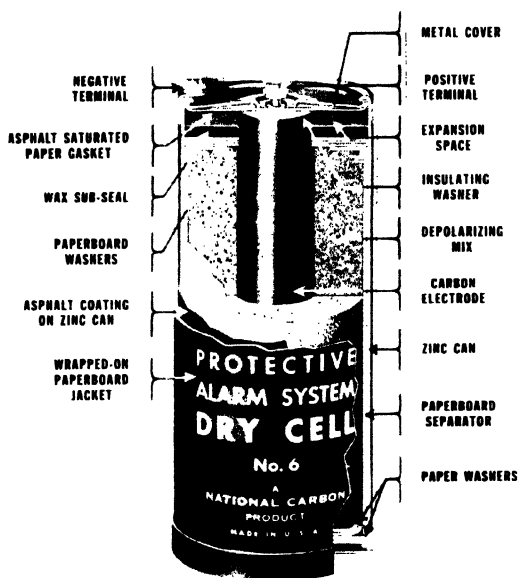 METAL COVER
NEGATIVE
TERMINAL
POSITIVE
TERMINAL
ASPHALT SATURATED
PAPER GASKET
EXPANSION
SPACE
WAX SUB-SEAL
INSULATING
WASHER
PAPERBOARD
WASHERS
DEPOLARIZING
MIX
ASPHALT COATING
ON ZINC CAN
CARBON
ELECTRODE
WRAPPED-ON
PAPERBOARD
JACKET
ZINC CAN
PAPERBOARD
SEPARATOR
PAPER WASHERS
PROTECTIVE
ALARM SYSTEM
DRY CELL
No. 6
A
NATIONAL CARBON
PRODUCT
MADE IN U.S.A